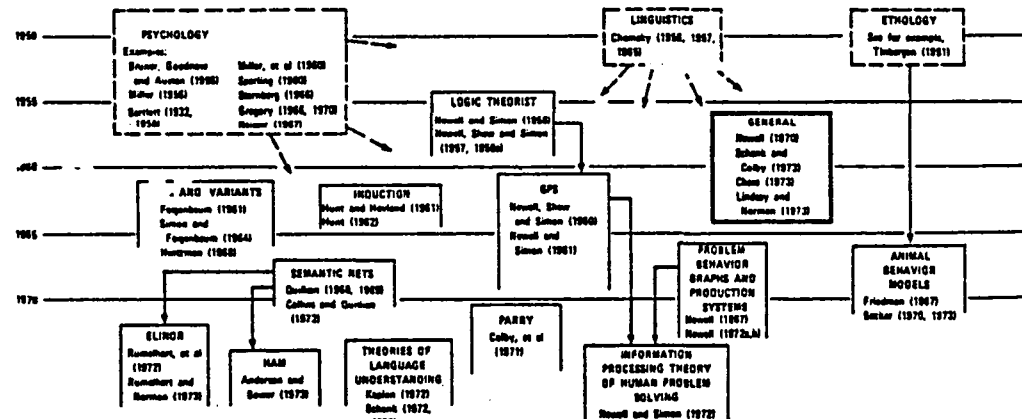 1950
PSYCHOLOGY
Examples:
Bruner, Goodnow
and Austin (1956)
Miller (1956)
Bartlett (1932,
Miller, et al (1960)
Sperling (1960)
Sternberg (1966)
Gregory (1966, 1970)
(1967)
LINGUISTICS
Chomsky (1956, 1957,
1965)
ETHOLOGY
See for example,
Tinbergen (1951)
1955
LOGIC THEORIST
Newell and Simon (1956)
Newell, Shaw and Simon
(1957, 1958a)
GENERAL
Newell (1970)
Schank and
Colby (1973)
Chase (1973)
Lindsay and
Norman (1973)
AND VARIANTS
Feigenbaum (1961)
Simon and
Feigenbaum (1964)
INDUCTION
Hunt and Hovland (1961)
Hunt (1962)
GPS
Newell, Shaw
and Simon (1960)
Newell and
Simon (1961)
1965
SEMANTIC NETS
Quillian (1968, 1969)
Collins and Quillian
(1972)
PROBLEM
BEHAVIOR
GRAPHS AND
PRODUCTION
SYSTEMS
Newell (1967)
Newell (1972a,b)
ANIMAL
BEHAVIOR
MODELS
Friedman (1967)
(1970, 1973)
ELINOR
Rumelhart, et al
(1972)
Rumelhart and
Norman (1973)
HAM
Anderson and
Bower (1973)
THEORIES OF
LANGUAGE
UNDERSTANDING
Kaplan (1972)
Schank (1972,
PARRY
Colby, et al
(1971)
INFORMATION
PROCESSING THEORY
OF HUMAN PROBLEM
SOLVING
Newell and Simon (1972)